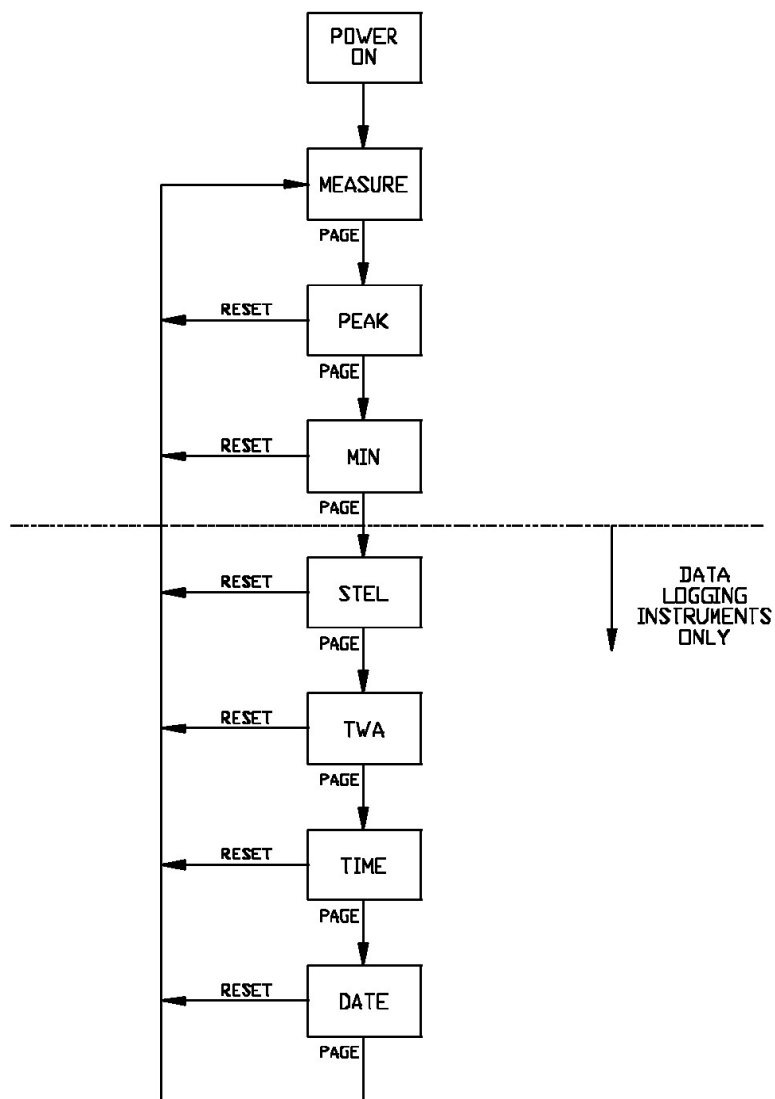 POWER
ON
MEASURE
PAGE
RESET
PEAK
PAGE
RESET
MIN
PAGE
RESET
STEL
DATA
LOGGING
INSTRUMENTS
ONLY
PAGE
RESET
TWA
PAGE
RESET
TIME
PAGE
RESET
DATE
PAGE